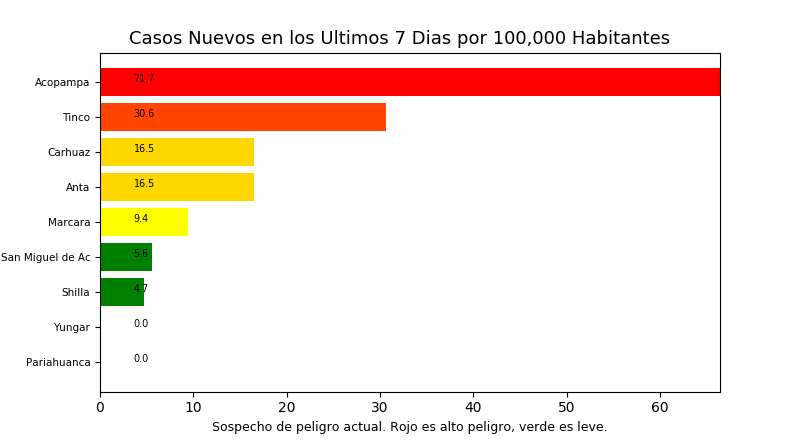 Casos Nuevos en los Ultimos 7 Dias por 100,000 Habitantes
Acopampa 71.7
Tinco 30.6
Carhuaz 16.5
Anta 16.5
Marcara 9.4
San Miguel de Ac 5.6
Shilla 4.7
Yungar 0.0
Pariahuanca 0.0
0 10 20 30 40 50 60
Sospecho de peligro actual. Rojo es alto peligro, verde es leve.